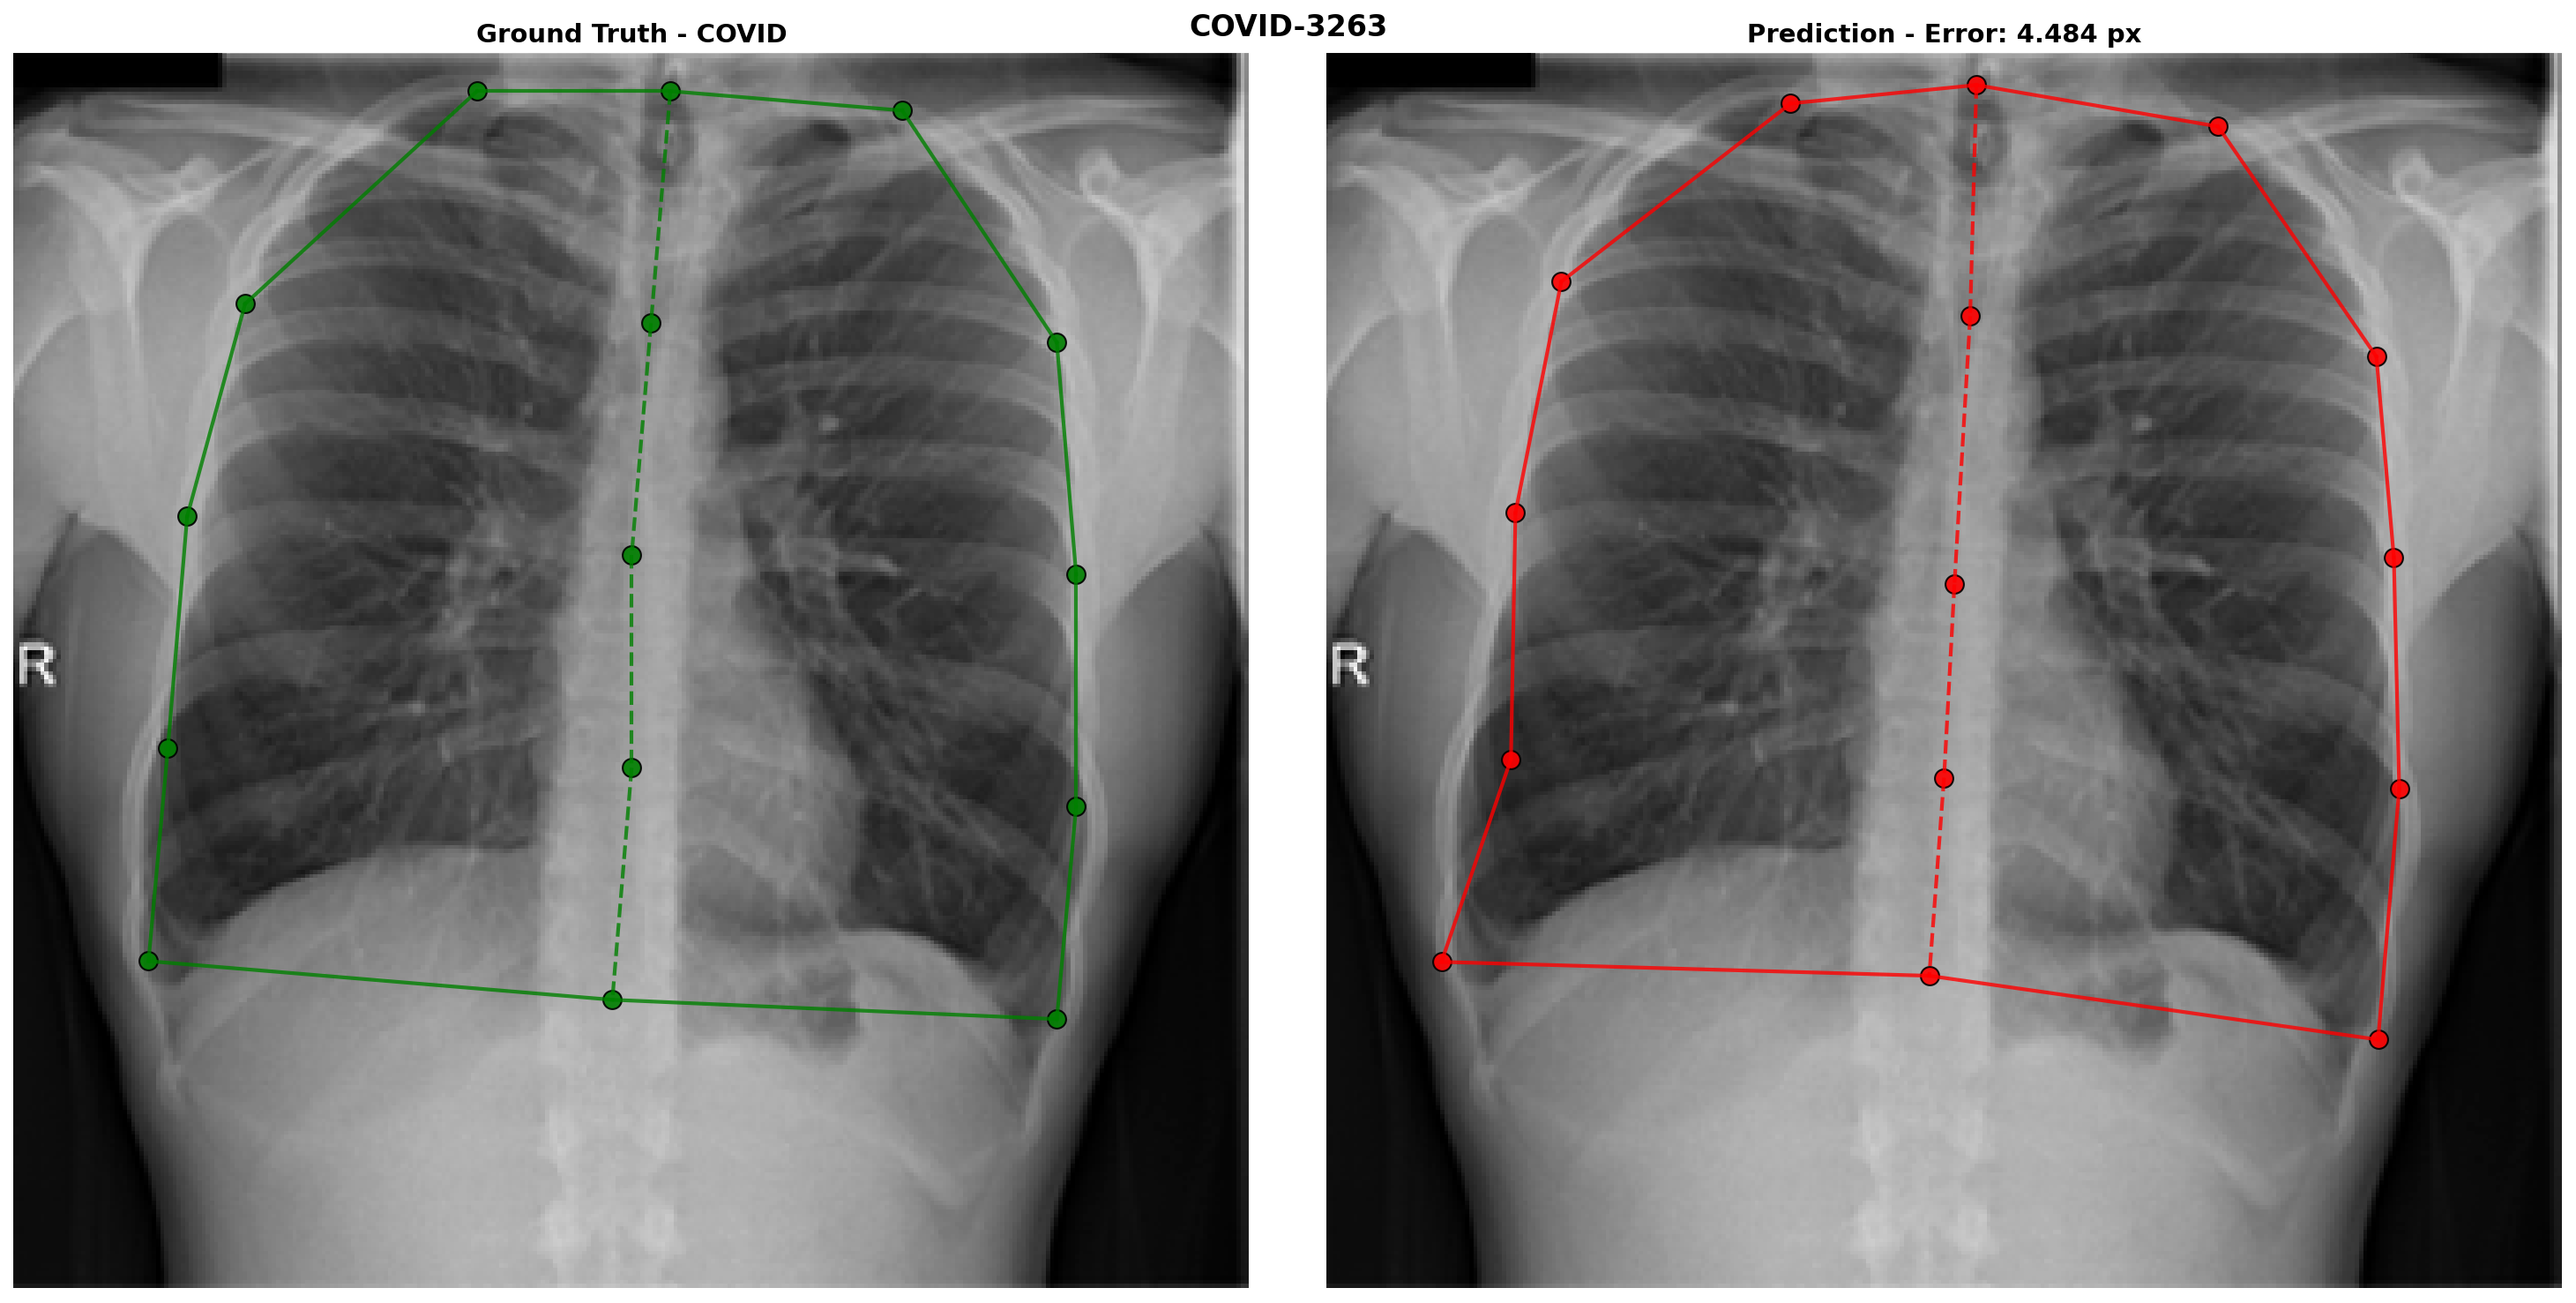 COVID-3263
Ground Truth - COVID
Prediction - Error: 4.484 px
R
R